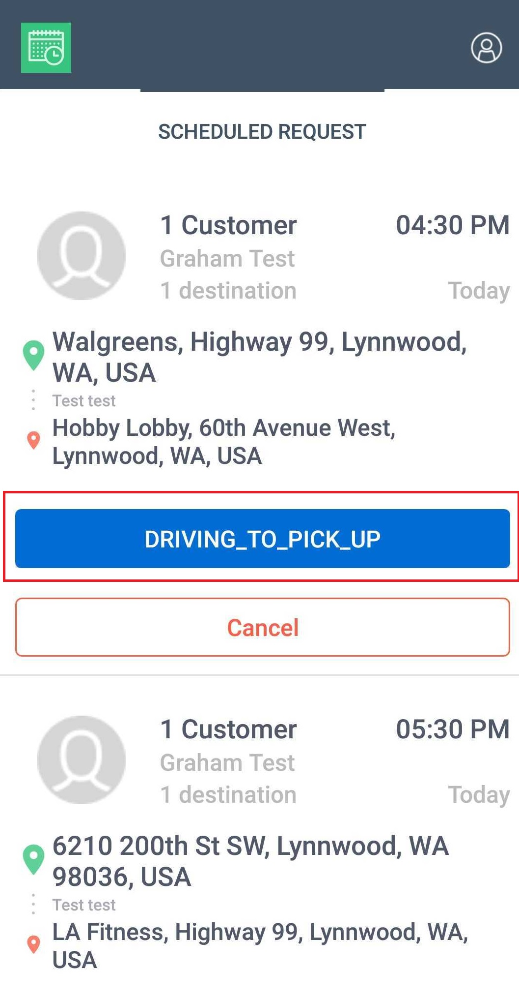 SCHEDULED REQUEST
1 Customer 04:30 PM
Graham Test
1 destination Today
Walgreens, Highway 99, Lynnwood,
WA, USA
Test test
Hobby Lobby, 60th Avenue West,
Lynnwood, WA, USA
DRIVING_TO_PICK_UP
Cancel
1 Customer 05:30 PM
Graham Test
1 destination Today
6210 200th St SW, Lynnwood, WA
98036, USA
Test test
LA Fitness, Highway 99, Lynnwood, WA,
USA